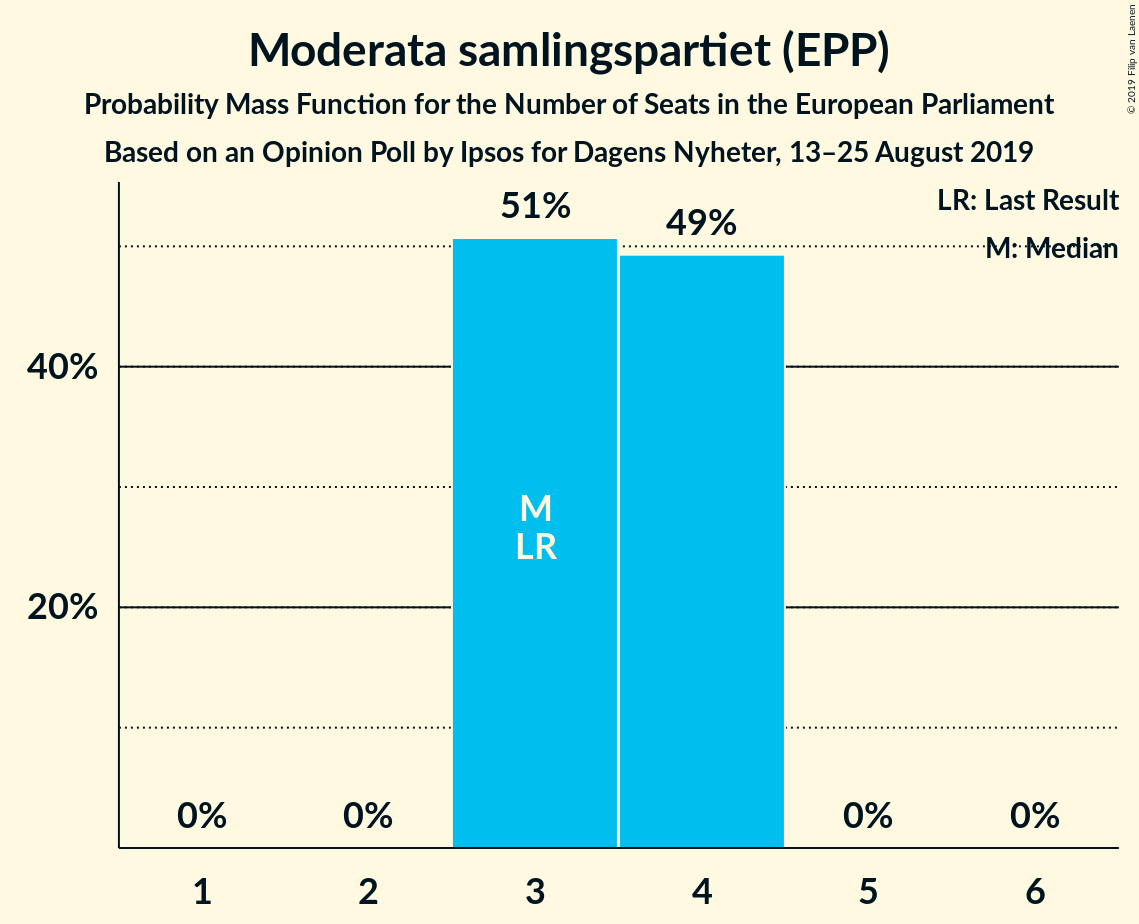 Moderata samlingspartiet (EPP)
Probability Mass Function for the Number of Seats in the European Parliament
Based on an Opinion Poll by Ipsos for Dagens Nyheter, 13–25 August 2019
© 2019 Filip van Laenen
LR: Last Result
M: Median
51%
49%
40%
20%
M
LR
0%
0%
0%
0%
1
2
3
4
5
6